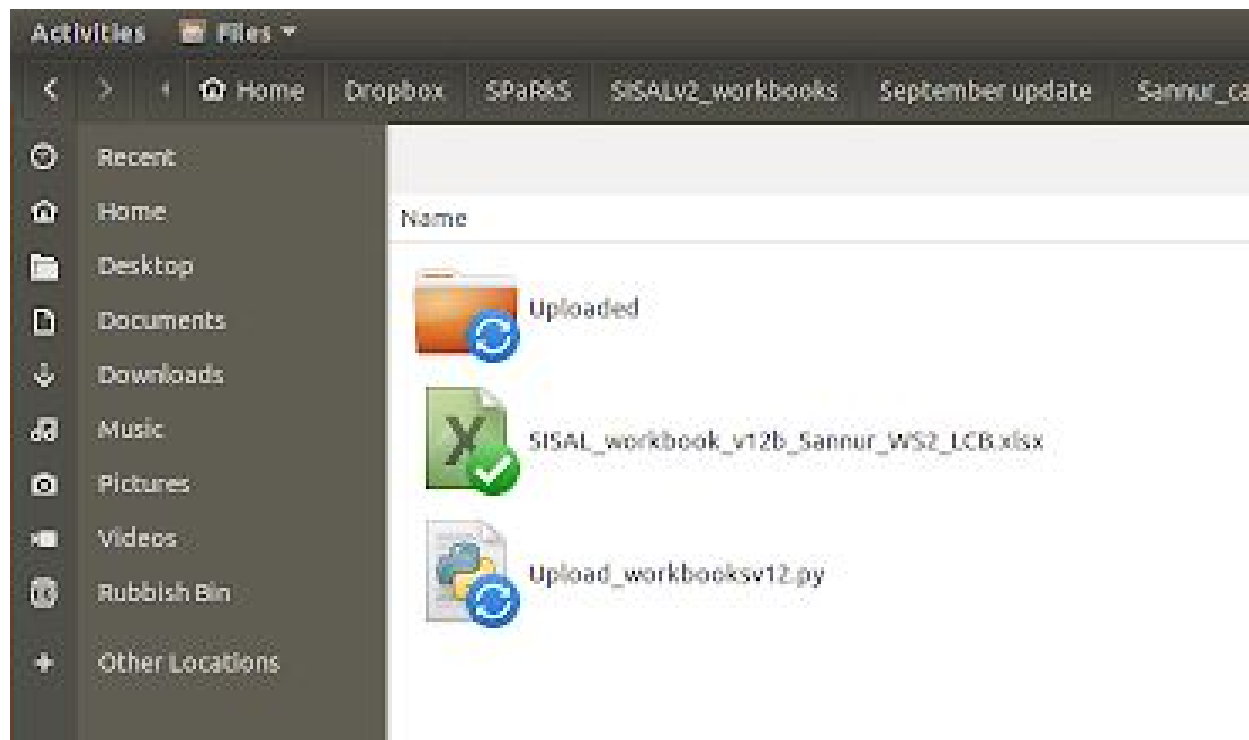 Activities Files
Home Dropbox SPaRkS SISALv2_workbooks September update Sannur_ca
Recent
Home
Desktop
Documents
Downloads
Music
Pictures
Videos
Rubbish Bin
Other Locations
Name
Uploaded
SISAL_workbook_v12b_Sannur_WS2_LCB.xlsx
Upload_workbooksv12.py